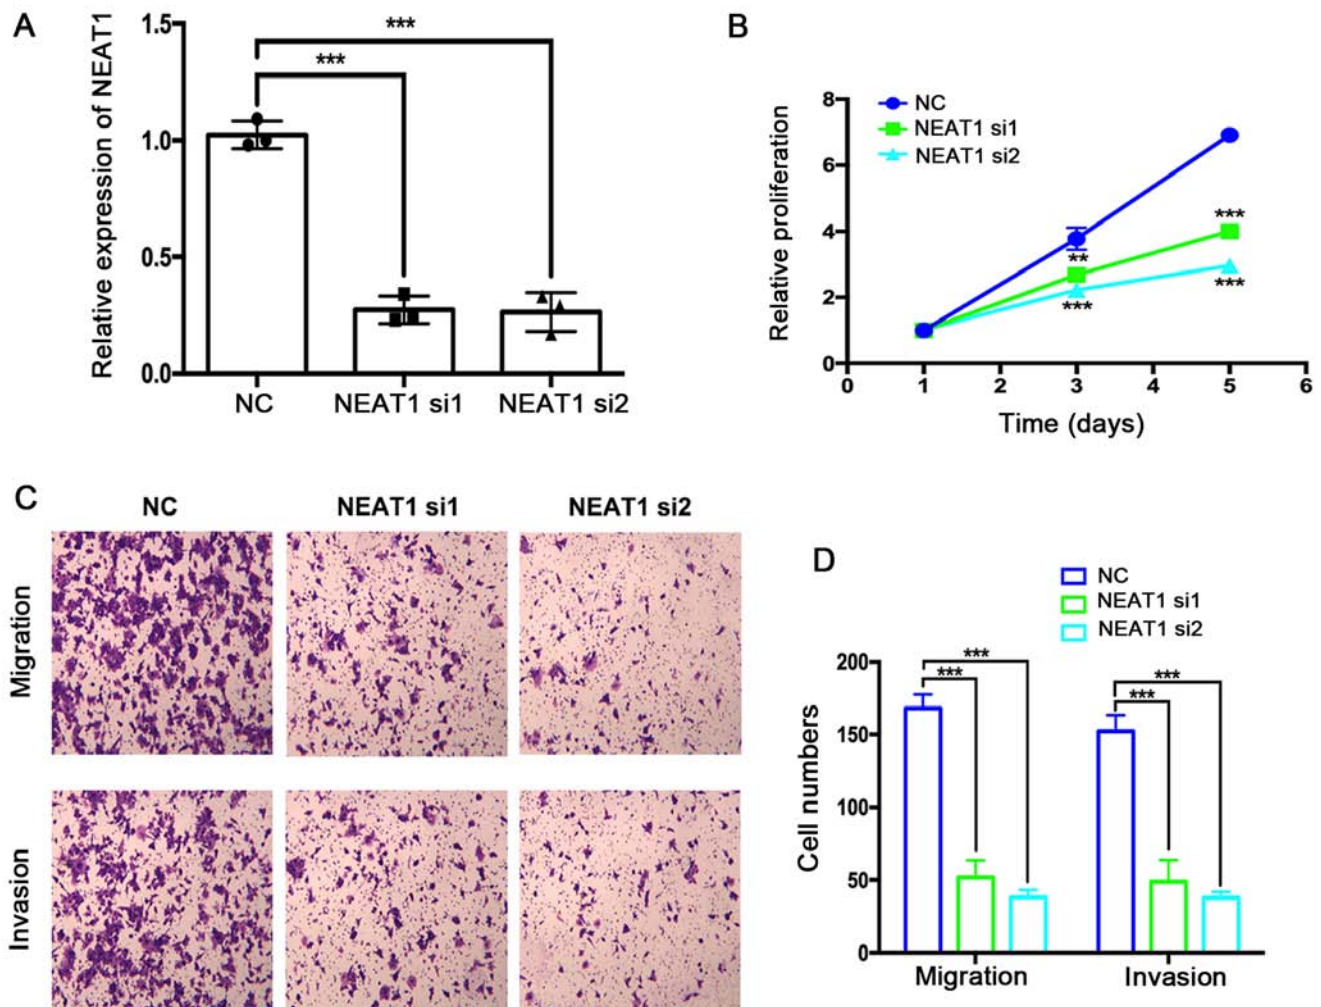 A
Relative expression of NEAT1
1.5
1.0
0.5
0.0
***
***
NC
NEAT1 si1
NEAT1 si2
B
Relative proliferation
8
6
4
2
0
NC
NEAT1 si1
NEAT1 si2
**
***
***
***
0
1
2
3
4
5
6
Time (days)
C
NC
NEAT1 si1
NEAT1 si2
Migration
Invasion
D
NC
NEAT1 si1
NEAT1 si2
Cell numbers
200
150
100
50
0
***
***
***
***
Migration
Invasion